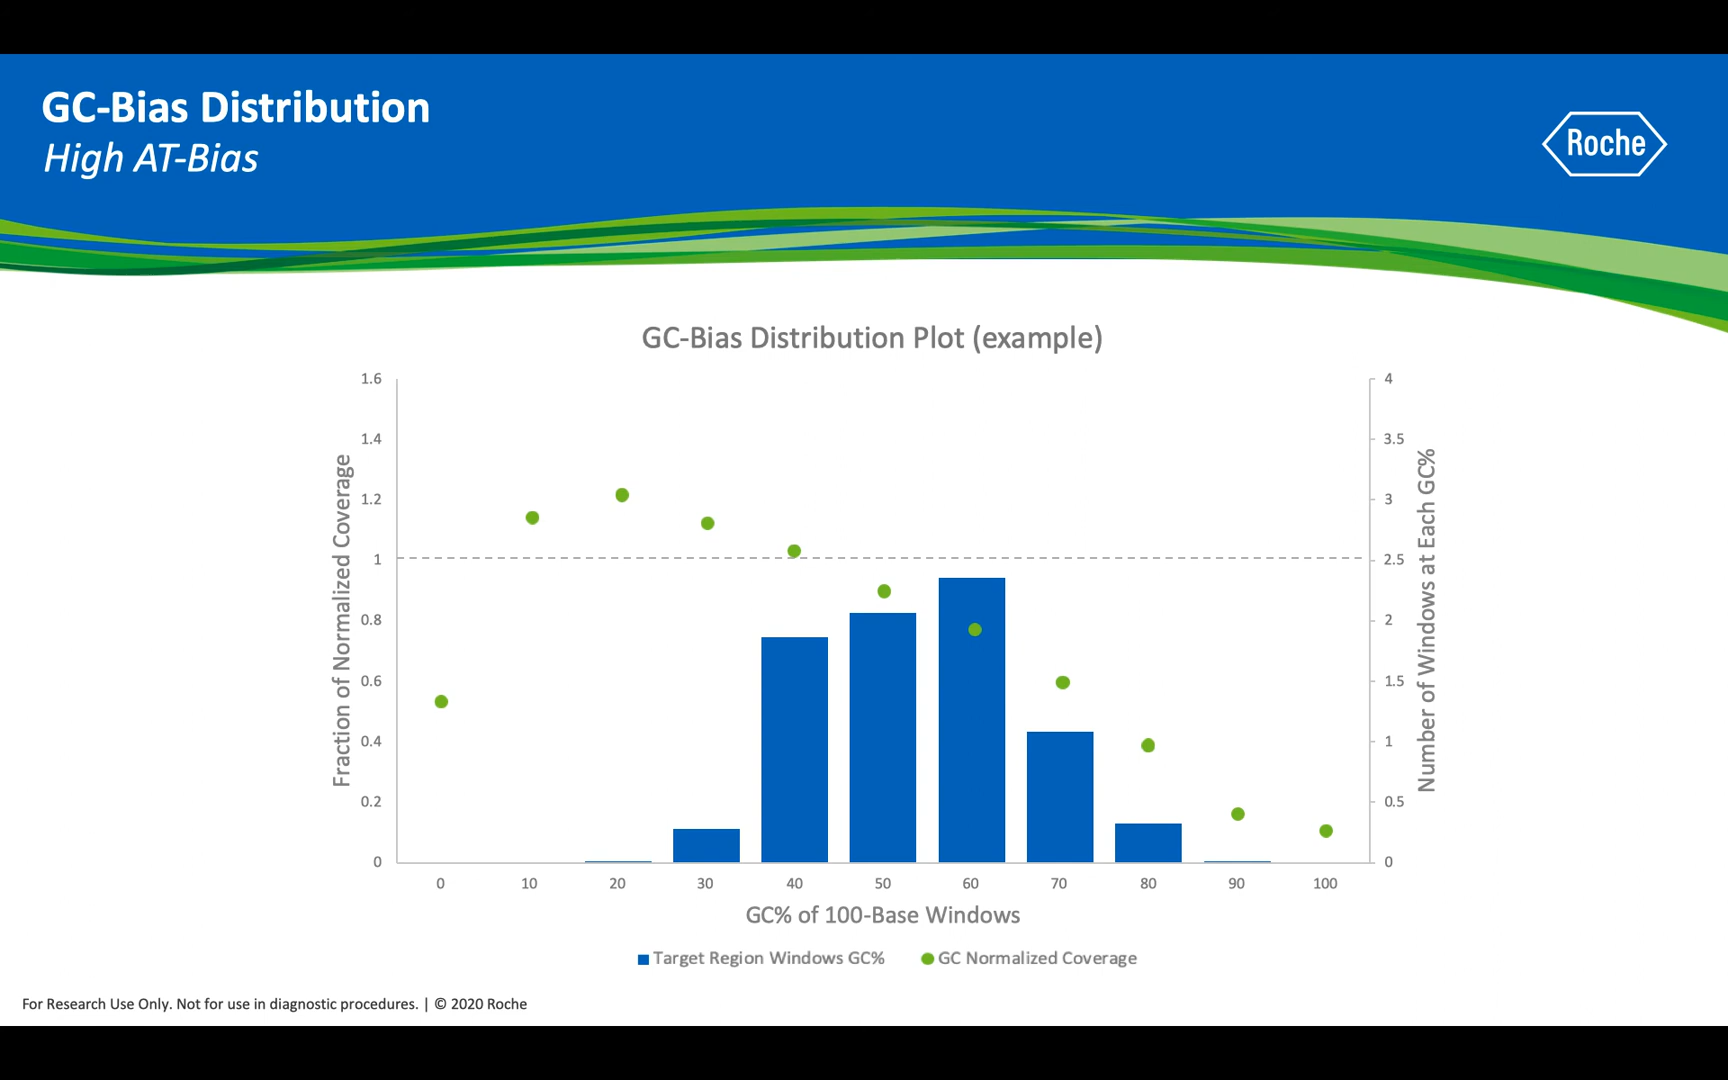 GC-Bias Distribution
High AT-Bias
Roche
GC-Bias Distribution Plot (example)
Fraction of Normalized Coverage
1.6
1.4
1.2
1
0.8
0.6
0.4
0.2
0
4
3.5
3
2.5
2
1.5
1
0.5
0
Number of Windows at Each GC%
0 10 20 30 40 50 60 70 80 90 100
GC% of 100-Base Windows
Target Region Windows GC% GC Normalized Coverage
For Research Use Only. Not for use in diagnostic procedures. | © 2020 Roche